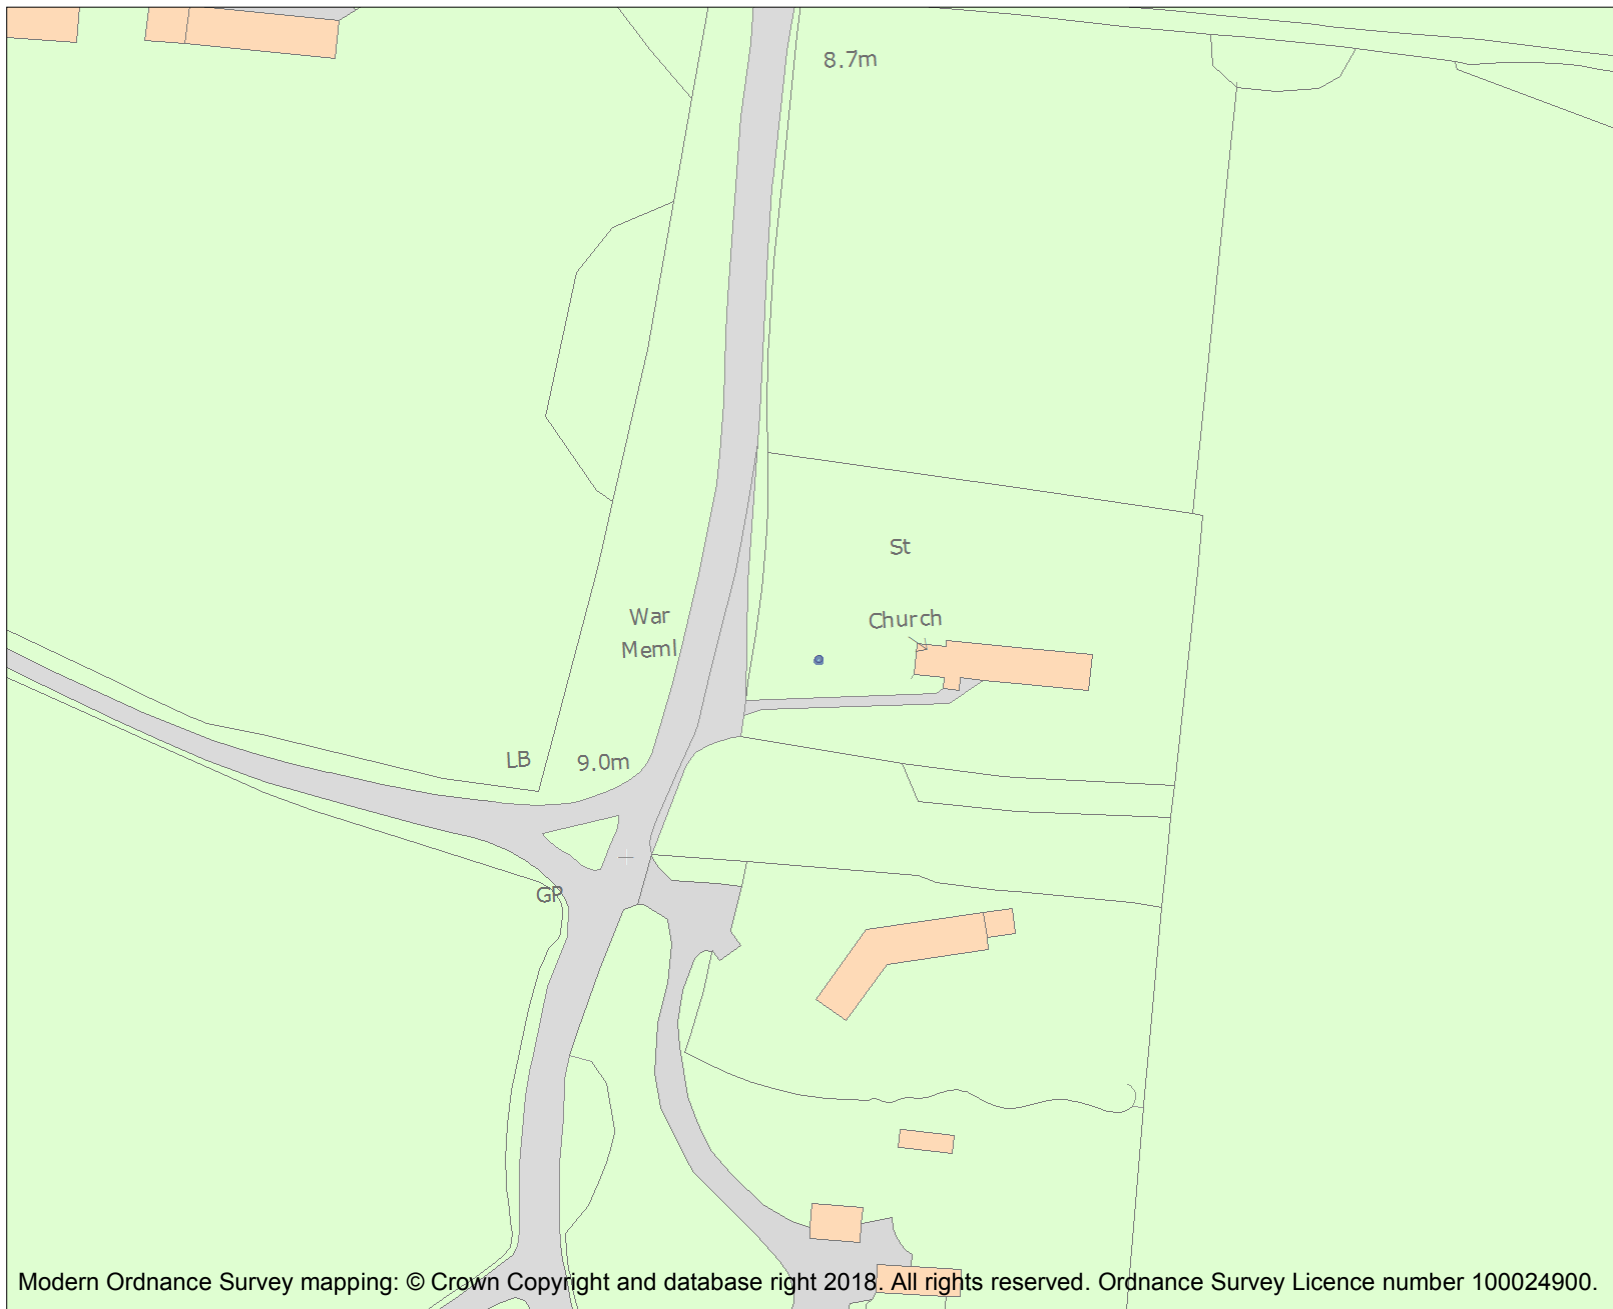 8.7m
St
War
Meml
Church
LB
9.0m
GP
Modern Ordnance Survey mapping: © Crown Copyright and database right 2018. All rights reserved. Ordnance Survey Licence number 100024900.